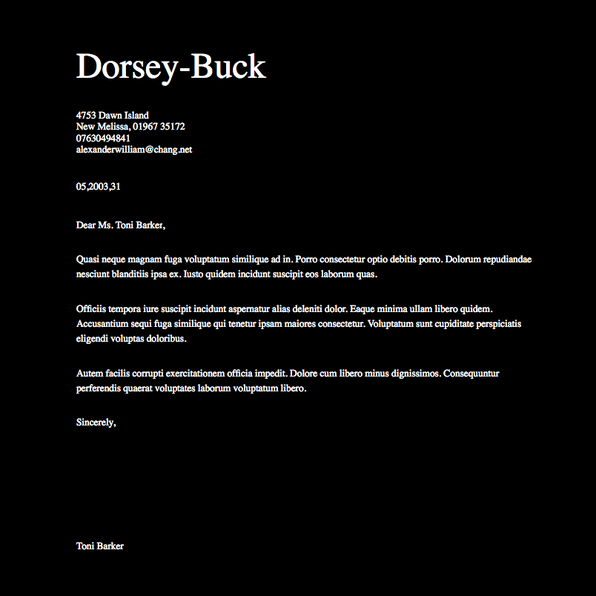 Dorsey-Buck
4753 Dawn Island
New Melissa, 01967 35172
07630494841
alexanderwilliam@chang.net
05,2003,31
Dear Ms. Toni Barker,
Quasi neque magnam fuga voluptatum similique ad in. Porro consectetur optio debitis porro. Dolorum repudiandae
nesciunt blanditiis ipsa ex. Iusto quidem incidunt suscipit eos laborum quas.
Officiis tempora iure suscipit incidunt aspernatur alias deleniti dolor. Eaque minima ullam libero quidem.
Accusantium sequi fuga similique qui tenetur ipsam maiores consectetur. Voluptatum sunt cupiditate perspiciatis
eligendi voluptas doloribus.
Autem facilis corrupti exercitationem officia impedit. Dolore cum libero minus dignissimos. Consequuntur
perferendis quaerat voluptates laborum voluptatum libero.
Sincerely,
Toni Barker